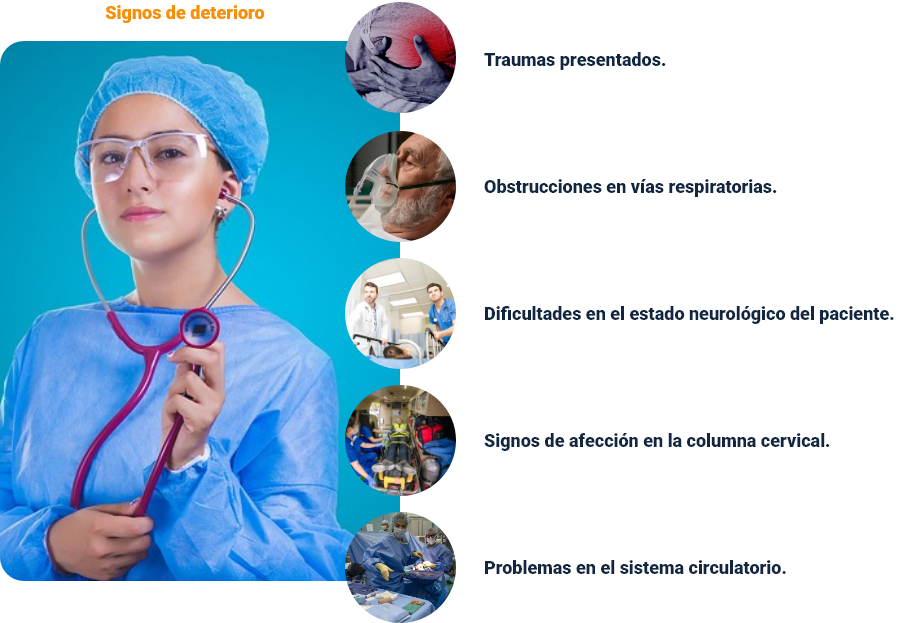 Signos de deterioro
Traumas presentados.
Obstrucciones en vías respiratorias.
Dificultades en el estado neurológico del paciente.
Signos de afección en la columna cervical.
Problemas en el sistema circulatorio.